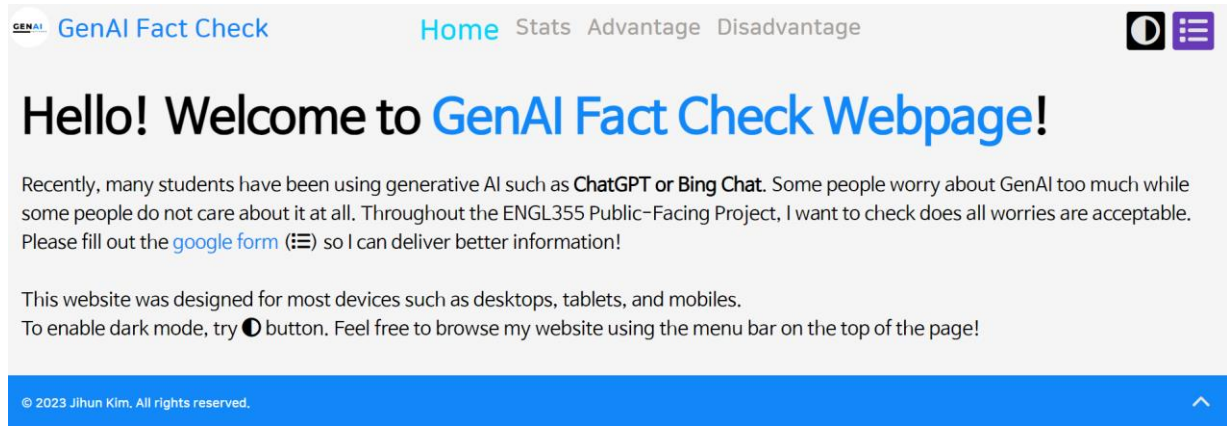 GENAI GenAI Fact Check Home Stats Advantage Disadvantage
Hello! Welcome to GenAI Fact Check Webpage!
Recently, many students have been using generative AI such as ChatGPT or Bing Chat. Some people worry about GenAI too much while
some people do not care about it at all. Throughout the ENGL355 Public-Facing Project, I want to check does all worries are acceptable.
Please fill out the google form () so I can deliver better information!
This website was designed for most devices such as desktops, tablets, and mobiles.
To enable dark mode, try button. Feel free to browse my website using the menu bar on the top of the page!
© 2023 Jihun Kim. All rights reserved.